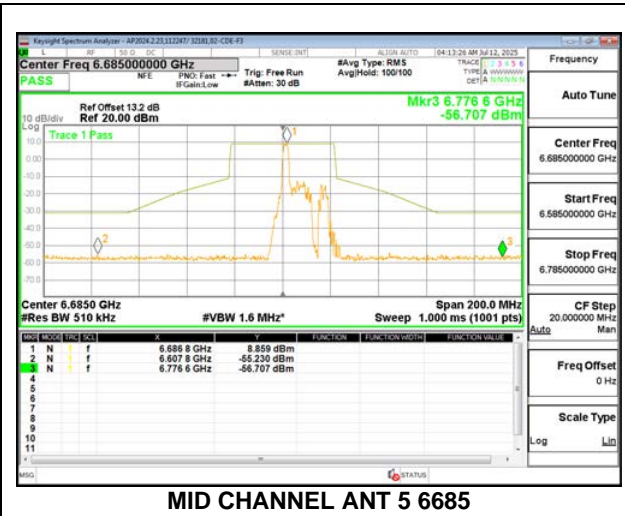 Keysight Spectrum Analyzer - AP2024.2.23,112247/ 32181,02-CDE-F3
L RF 50 Ω DC SENSE:INT ALIGN AUTO 04:13:26 AM Jul 12, 2025
Center Freq 6.685000000 GHz #Avg Type: RMS TRACE 1 2 3 4 5 6
PASS NFE PNO: Fast Trig: Free Run Avg|Hold: 100/100 TYPE A WWWWW
IFGain:Low #Atten: 30 dB DET A N N N N N
Ref Offset 13.2 dB Mkr3 6.776 6 GHz
10 dB/div Ref 20.00 dBm -56.707 dBm
Log
Trace 1 Pass
10.0
0.00
-10.0
-20.0
-30.0
-40.0
-50.0
-60.0
-70.0
1
2
3
Center 6.6850 GHz Span 200.0 MHz
#Res BW 510 kHz #VBW 1.6 MHz* Sweep 1.000 ms (1001 pts)
MKR MODE TRC SCL X Y FUNCTION FUNCTION WIDTH FUNCTION VALUE
1 N 1 f 6.686 8 GHz 8.859 dBm
2 N 1 f 6.607 8 GHz -55.230 dBm
3 N 1 f 6.776 6 GHz -56.707 dBm
4
5
6
7
8
9
10
11
MSG STATUS
Frequency
Auto Tune
Center Freq
6.685000000 GHz
Start Freq
6.585000000 GHz
Stop Freq
6.785000000 GHz
CF Step
20.000000 MHz
Auto Man
Freq Offset
0 Hz
Scale Type
Log Lin
MID CHANNEL ANT 5 6685